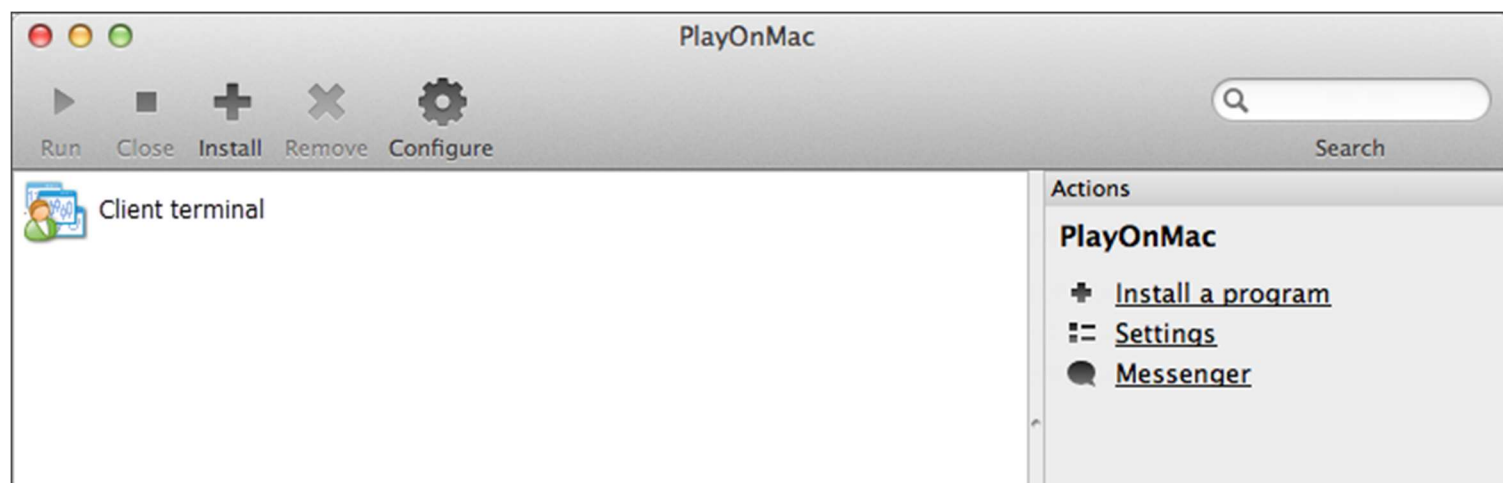 PlayOnMac
Run Close Install Remove Configure Search
Client terminal
Actions
PlayOnMac
Install a program
Settings
Messenger